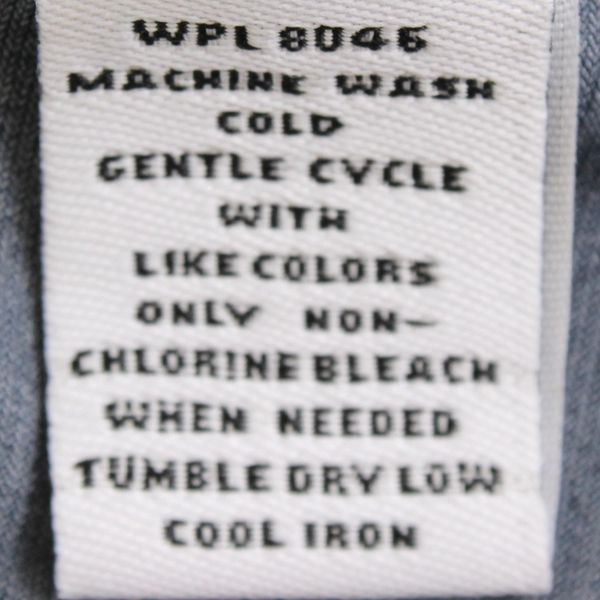 WPL 8046
MACHINE WASH
COLD
GENTLE CYCLE
WITH
LIKE COLORS
ONLY NON-
CHLORINE BLEACH
WHEN NEEDED
TUMBLE DRY LOW
COOL IRON